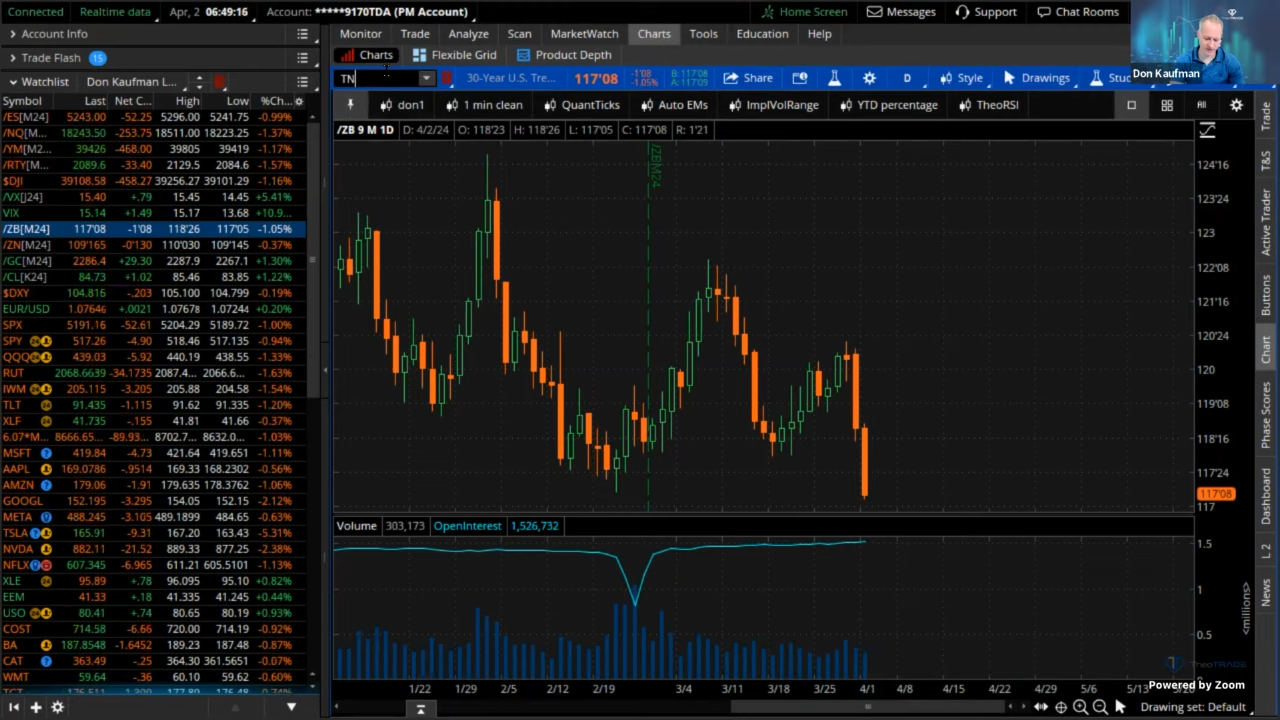 Connected Realtime data Apr, 2 06:49:16 Account: *****9170TDA (PM Account) Home Screen Messages Support Chat Rooms
Account Info
Trade Flash 15
Watchlist Don Kaufman L...
Symbol Last Net C... High Low %Ch...
/ES[M24] 5243.00 -52.25 5296.00 5241.75 -0.99%
/NQ[M... 18243.50 -253.75 18511.00 18223.25 -1.37%
/YM[M2... 39426 -468.00 39805 39419 -1.17%
/RTY[M... 2089.6 -33.40 2129.5 2084.6 -1.57%
$DJI 39108.58 -458.27 39256.27 39101.29 -1.16%
/VX[J24] 15.40 +.79 15.45 14.45 +5.41%
VIX 15.14 +1.49 15.17 13.68 +10.9...
/ZB[M24] 117'08 -1'08 118'26 117'05 -1.05%
/ZN[M24] 109'165 -0'130 110'030 109'145 -0.37%
/GC[M24] 2286.4 +29.30 2287.9 2267.1 +1.30%
/CL[K24] 84.73 +1.02 85.46 83.85 +1.22%
$DXY 104.816 -.203 105.100 104.799 -0.19%
EUR/USD 1.07646 +.0021 1.07678 1.07244 +0.20%
SPX 5191.16 -52.61 5204.29 5189.72 -1.00%
SPY 517.26 -4.90 518.46 517.135 -0.94%
QQQ 439.03 -5.92 440.19 438.55 -1.33%
RUT 2068.6639 -34.1735 2087.4... 2066.6... -1.63%
IWM 205.115 -3.205 205.88 204.58 -1.54%
TLT 91.435 -1.115 91.62 91.335 -1.20%
XLF 41.735 -.155 41.81 41.66 -0.37%
6.07*M... 8666.65... -89.93... 8702.7... 8632.0... -1.03%
MSFT 419.84 -4.73 421.64 419.651 -1.11%
AAPL 169.0786 -.9514 169.33 168.2302 -0.56%
AMZN 179.06 -1.91 179.635 178.3762 -1.06%
GOOGL 152.195 -3.295 154.05 152.15 -2.12%
META 488.245 -3.105 489.1899 484.65 -0.63%
TSLA 165.91 -9.31 167.20 163.43 -5.31%
NVDA 882.11 -21.52 889.33 877.25 -2.38%
NFLX 607.345 -6.965 611.21 605.5101 -1.13%
XLE 95.89 +.78 96.095 95.10 +0.82%
EEM 41.33 +.18 41.335 41.245 +0.44%
USO 80.41 +.74 80.65 80.19 +0.93%
COST 714.58 -6.66 720.00 714.19 -0.92%
BA 187.8548 -1.6452 189.23 187.48 -0.87%
CAT 363.49 -.25 364.30 361.5651 -0.07%
WMT 59.64 -.36 60.10 59.64 -0.60%
Monitor Trade Analyze Scan MarketWatch Charts Tools Education Help
Charts Flexible Grid Product Depth
TN 30-Year U.S. Tre... 117'08 -1'08 -1.05% B: 117'08 A: 117'09 Share D Style Drawings Stu
don1 1 min clean QuantTicks Auto EMs ImplVolRange YTD percentage TheoRSI All
/ZB 9 M 1D D: 4/2/24 O: 118'23 H: 118'26 L: 117'05 C: 117'08 R: 1'21
/ZBM24
124'16
123'24
123
122'08
121'16
120'24
120
119'08
118'16
117'24
117'08
117
Volume 303,173 OpenInterest 1,526,732
1.5
1
0.5
<millions>
1/22 1/29 2/5 2/12 2/19 3/4 3/11 3/18 3/25 4/1 4/8 4/15 4/22 4/29 5/6 5/13
Drawing set: Default
Trade
T&S
Active Trader
Buttons
Chart
Phase Scores
Dashboard
L 2
News
THEOTRADE
Don Kaufman
TheoTRADE
Powered by Zoom